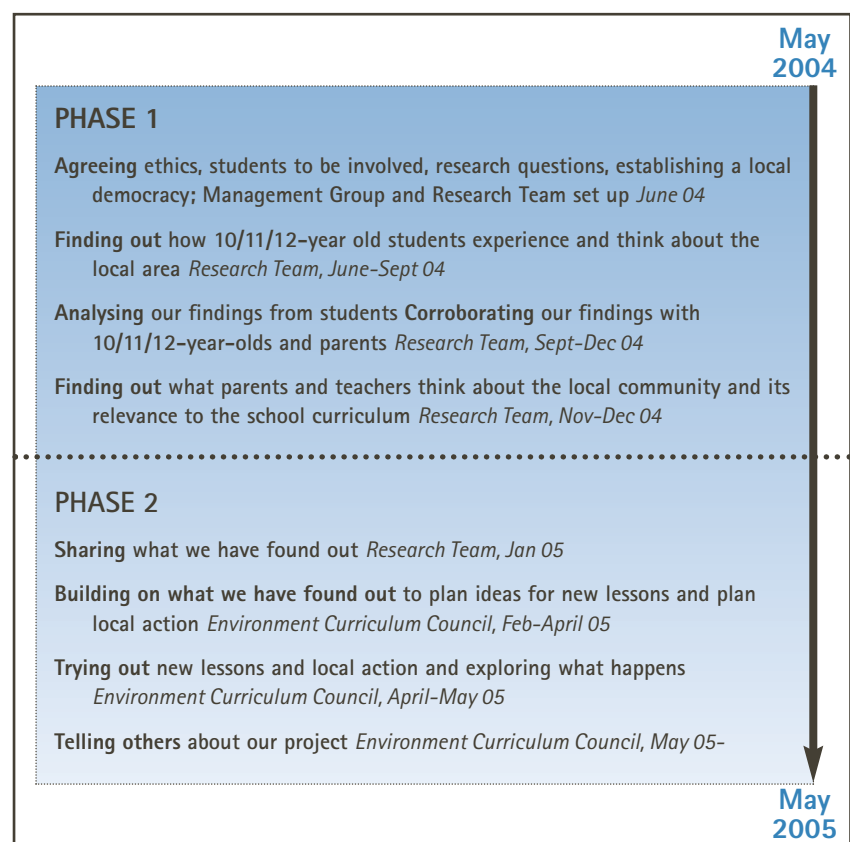 May
2004
PHASE 1
Agreeing ethics, students to be involved, research questions, establishing a local
democracy; Management Group and Research Team set up June 04
Finding out how 10/11/12-year old students experience and think about the
local area Research Team, June-Sept 04
Analysing our findings from students Corroborating our findings with
10/11/12-year-olds and parents Research Team, Sept-Dec 04
Finding out what parents and teachers think about the local community and its
relevance to the school curriculum Research Team, Nov-Dec 04
PHASE 2
Sharing what we have found out Research Team, Jan 05
Building on what we have found out to plan ideas for new lessons and plan
local action Environment Curriculum Council, Feb-April 05
Trying out new lessons and local action and exploring what happens
Environment Curriculum Council, April-May 05
Telling others about our project Environment Curriculum Council, May 05-
May
2005